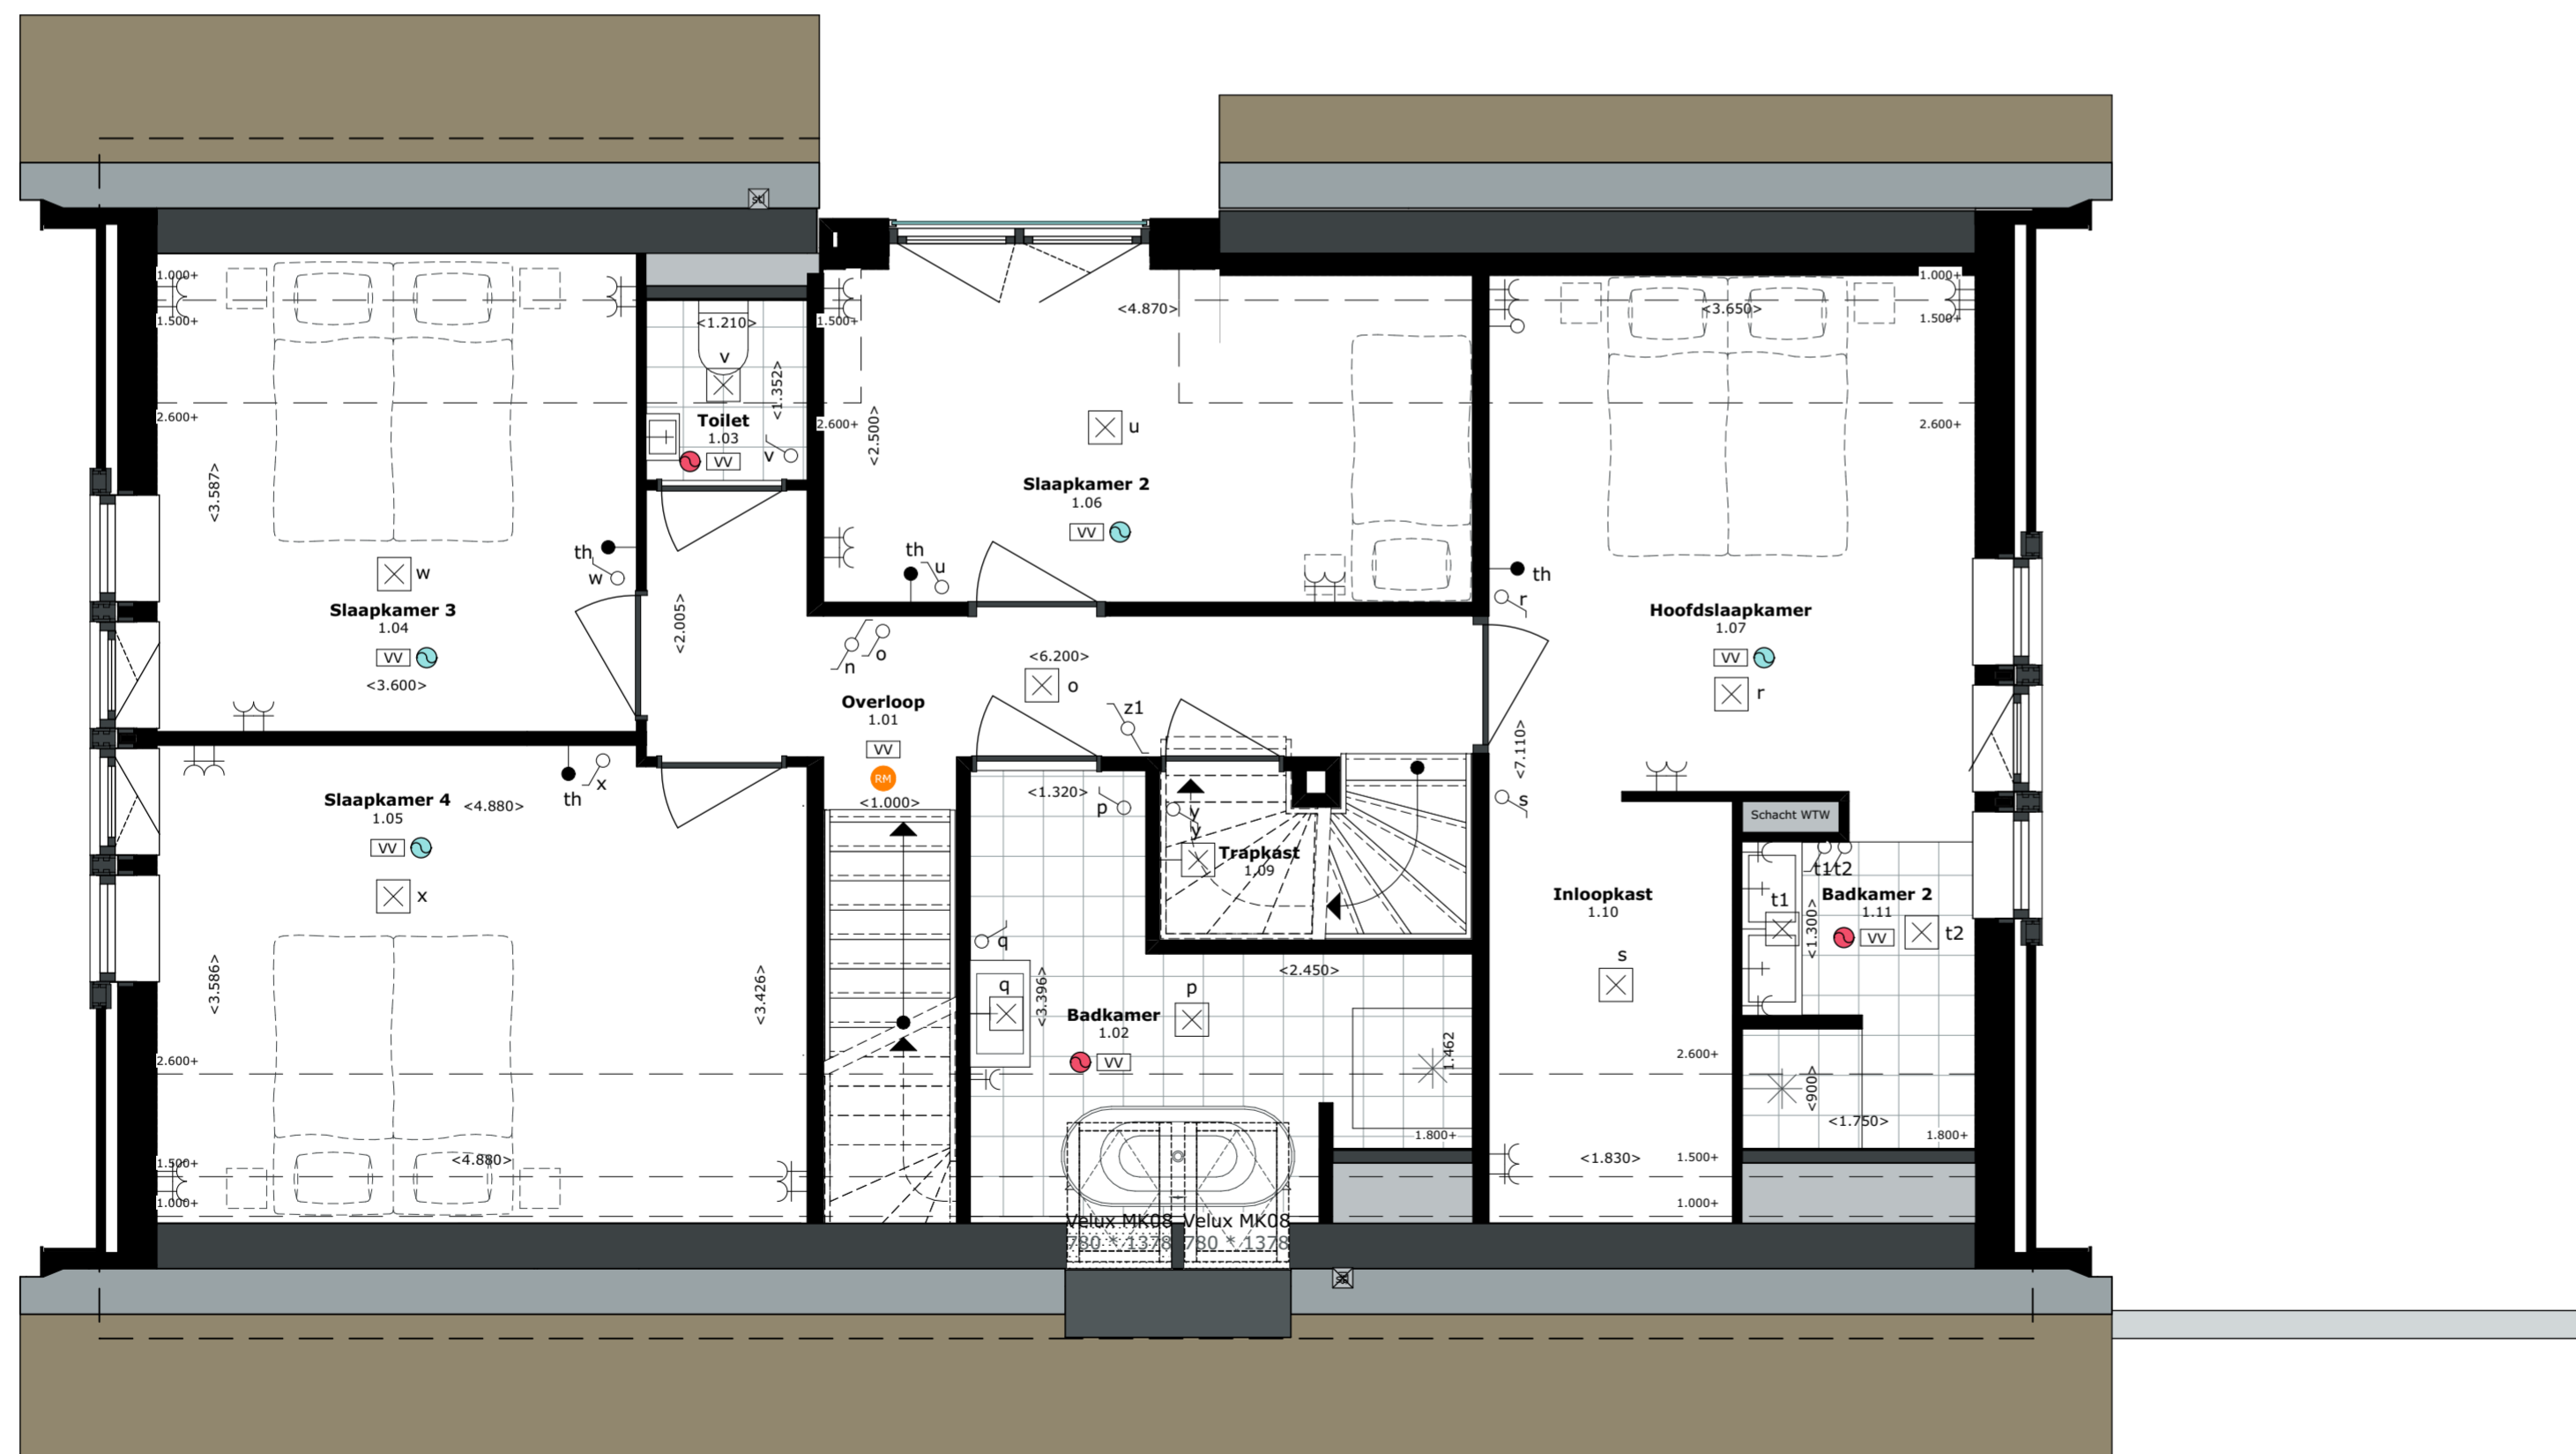 stl
1.000+
1.500+
2.600+
<3.587>
w
th
w
Slaapkamer 3
1.04
VV
<3.600>
<1.210>
v
<1.352>
Toilet
1.03
v
VV
1.500+
2.600+
<2.500>
<4.870>
u
Slaapkamer 2
1.06
VV
th
u
<3.650>
1.000+
1.500+
2.600+
th
r
Hoofdslaapkamer
1.07
VV
r
<2.005>
n
o
<6.200>
o
Overloop
1.01
VV
RM
<1.000>
z1
<7.110>
s
Slaapkamer 4
1.05
<4.880>
VV
th
x
x
<3.586>
<3.426>
2.600+
1.500+
<4.880>
1.000+
<1.320>
p
y
y
Trapkast
1.09
q
q
<3.396>
<2.450>
p
Badkamer
1.02
VV
1.462
1.800+
Velux MK08
780 * 1378
Velux MK08
780 * 1378
Inloopkast
1.10
s
2.600+
<1.830>
1.500+
1.000+
Schacht WTW
t1
t2
t1
<1.300>
Badkamer 2
1.11
VV
t2
<900>
<1.750>
1.800+